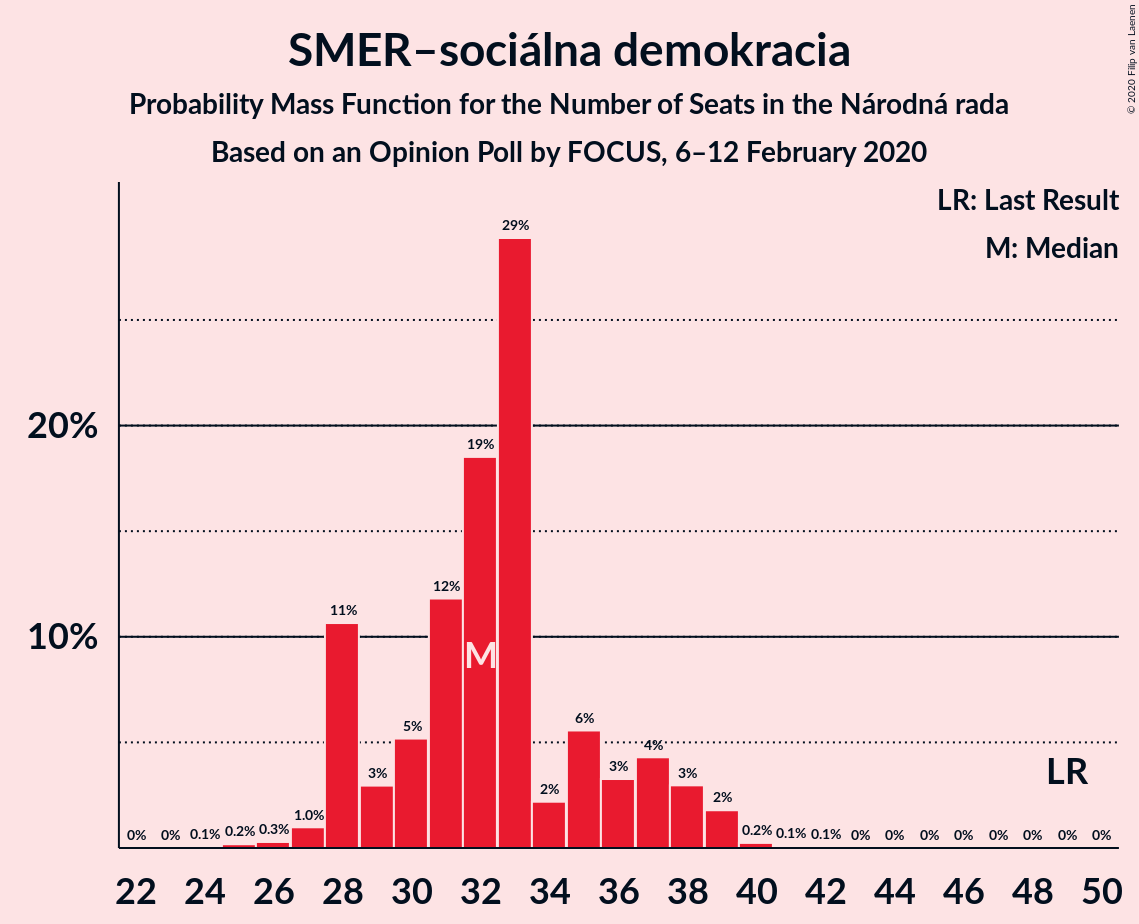 SMER–sociálna demokracia
Probability Mass Function for the Number of Seats in the Národná rada
Based on an Opinion Poll by FOCUS, 6–12 February 2020
© 2020 Filip van Laenen
LR: Last Result
M: Median
20%
10%
0% 0% 0.1% 0.2% 0.3% 1.0% 11% 3% 5% 12% 19% 29% 2% 6% 3% 4% 3% 2% 0.2% 0.1% 0.1% 0% 0% 0% 0% 0% 0% 0% 0%
M
LR
22 24 26 28 30 32 34 36 38 40 42 44 46 48 50